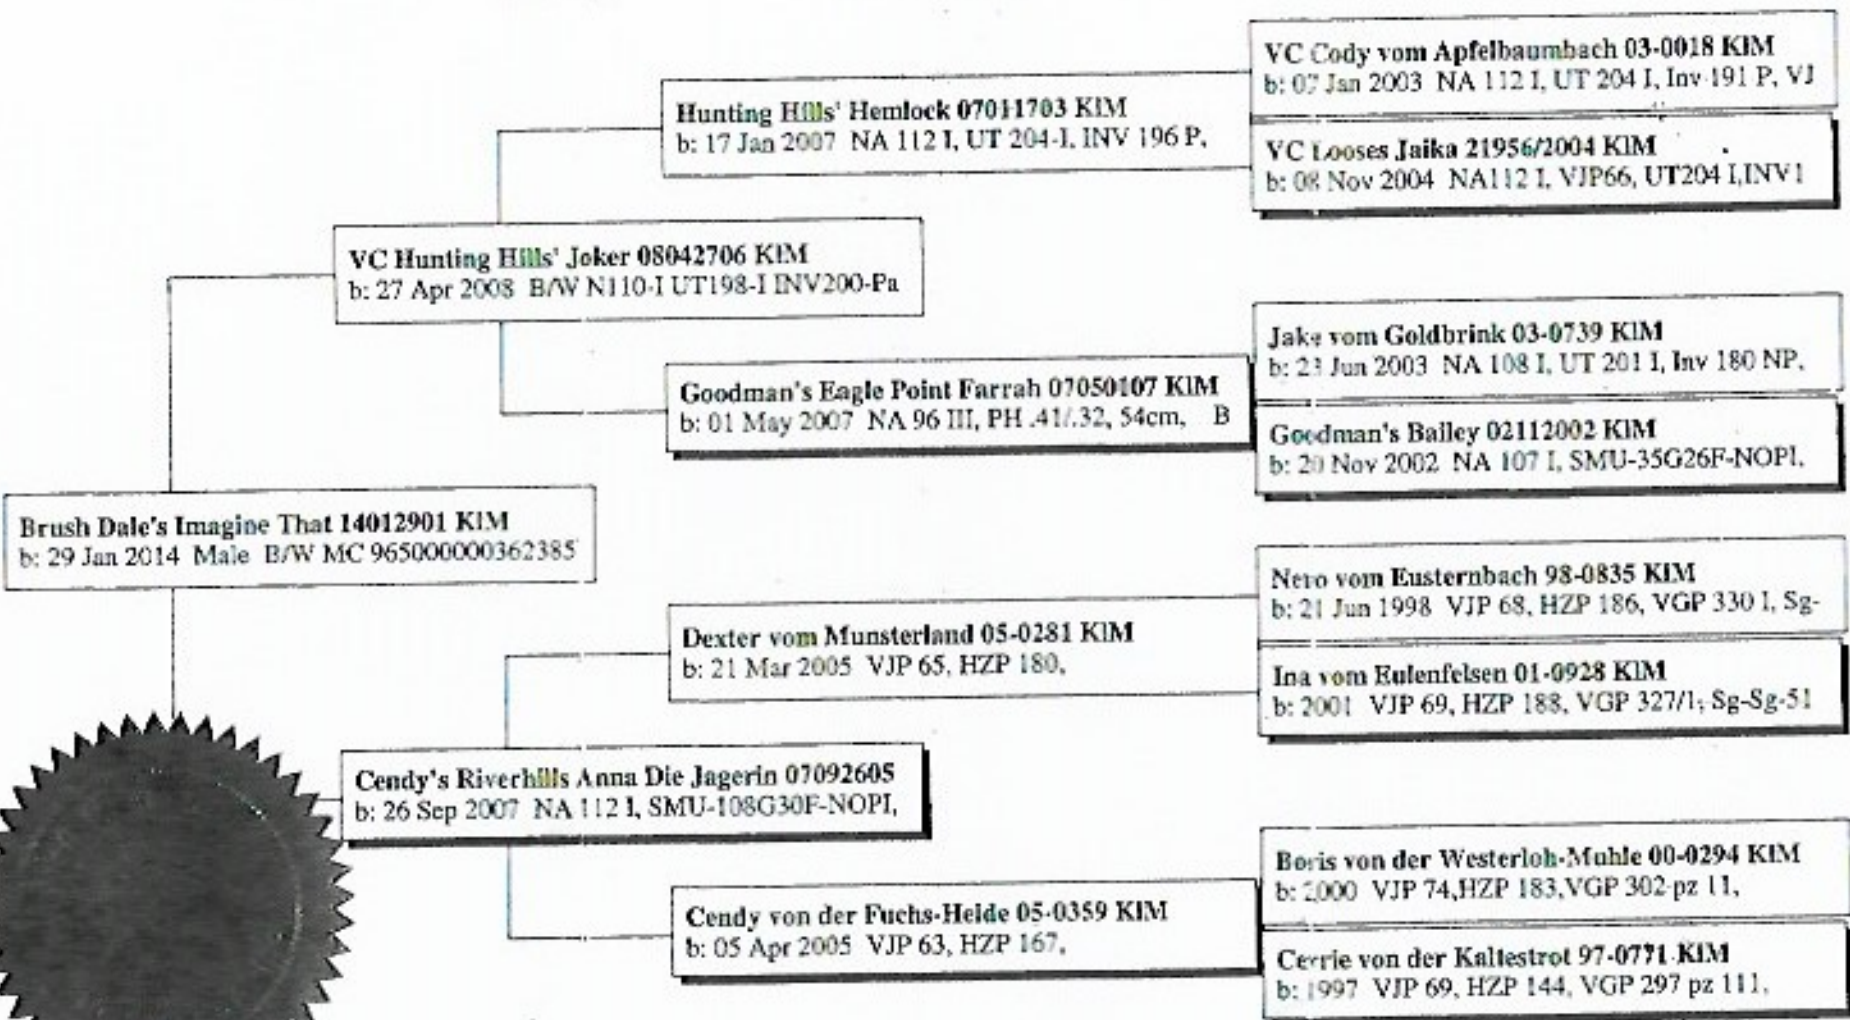 VC Cody vom Apfelbaumbach 03-0018 KIM
b: 07 Jan 2003 NA 112 I, UT 204 I, Inv 191 P, VJ
Hunting Hills' Hemlock 07011703 KIM
b: 17 Jan 2007 NA 112 I, UT 204-I, INV 196 P,
VC Looses Jaika 21956/2004 KIM
b: 08 Nov 2004 NA112 I, VJP66, UT204 I,INV1
VC Hunting Hills' Joker 08042706 KIM
b: 27 Apr 2008 B/W N110-I UT198-I INV200-Pa
Jake vom Goldbrink 03-0739 KIM
b: 23 Jun 2003 NA 108 I, UT 201 I, Inv 180 NP,
Goodman's Eagle Point Farrah 07050107 KIM
b: 01 May 2007 NA 96 III, PH .41/.32, 54cm, B
Goodman's Bailey 02112002 KIM
b: 20 Nov 2002 NA 107 I, SMU-35G26F-NOPI,
Brush Dale's Imagine That 14012901 KIM
b: 29 Jan 2014 Male B/W MC 965000000362385
Nero vom Eusternbach 98-0835 KIM
b: 21 Jun 1998 VJP 68, HZP 186, VGP 330 I, Sg-
Dexter vom Munsterland 05-0281 KIM
b: 21 Mar 2005 VJP 65, HZP 180,
Ina vom Eulenfelsen 01-0928 KIM
b: 2001 VJP 69, HZP 188, VGP 327/1, Sg-Sg-51
Cendy's Riverhills Anna Die Jagerin 07092605
b: 26 Sep 2007 NA 112 I, SMU-108G30F-NOPI,
Boris von der Westerloh-Muhle 00-0294 KIM
b: 2000 VJP 74,HZP 183,VGP 302 pz 11,
Cendy von der Fuchs-Heide 05-0359 KIM
b: 05 Apr 2005 VJP 63, HZP 167,
Cerrie von der Kaltestrot 97-0771 KIM
b: 1997 VJP 69, HZP 144, VGP 297 pz 111,